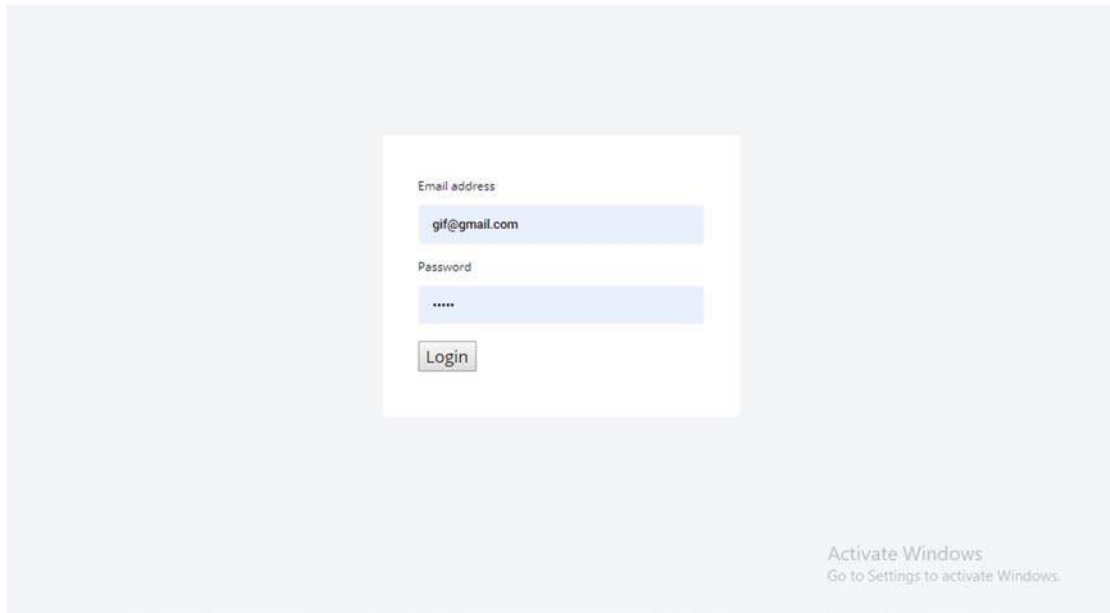 Email address
gif@gmail.com
Password
•••••
Login
Activate Windows
Go to Settings to activate Windows.